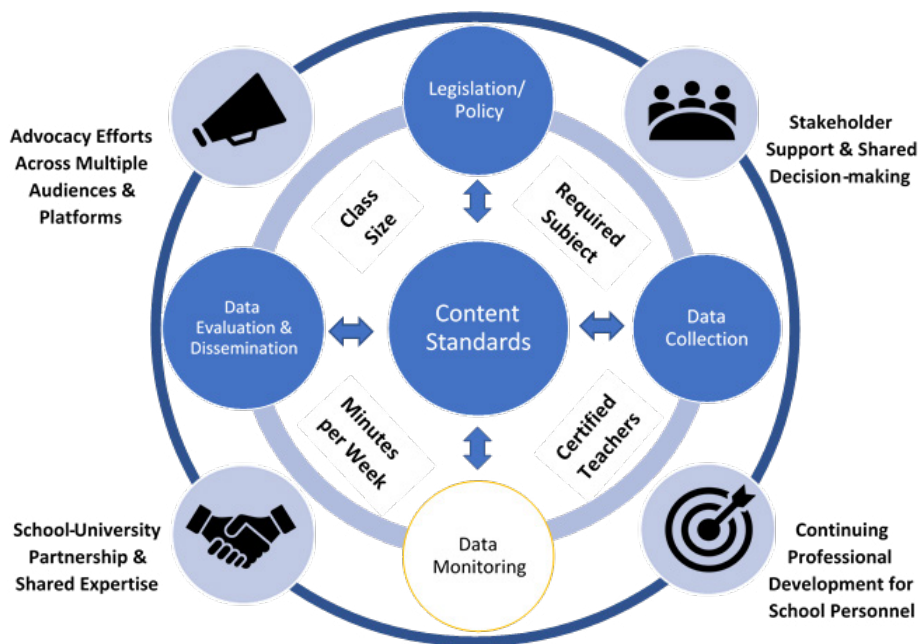 Legislation/
Policy
Advocacy Efforts
Across Multiple
Audiences &
Platforms
Stakeholder
Support & Shared
Decision-making
Class
Size
Required
Subiect
Data
Evaluation &
Dissemination
Content
Standards
Data
Collection
Minutes
per Week
Certified
Teachers
School-University
Partnership &
Shared Expertise
Data
Monitoring
Continuing
Professional
Development for
School Personnel